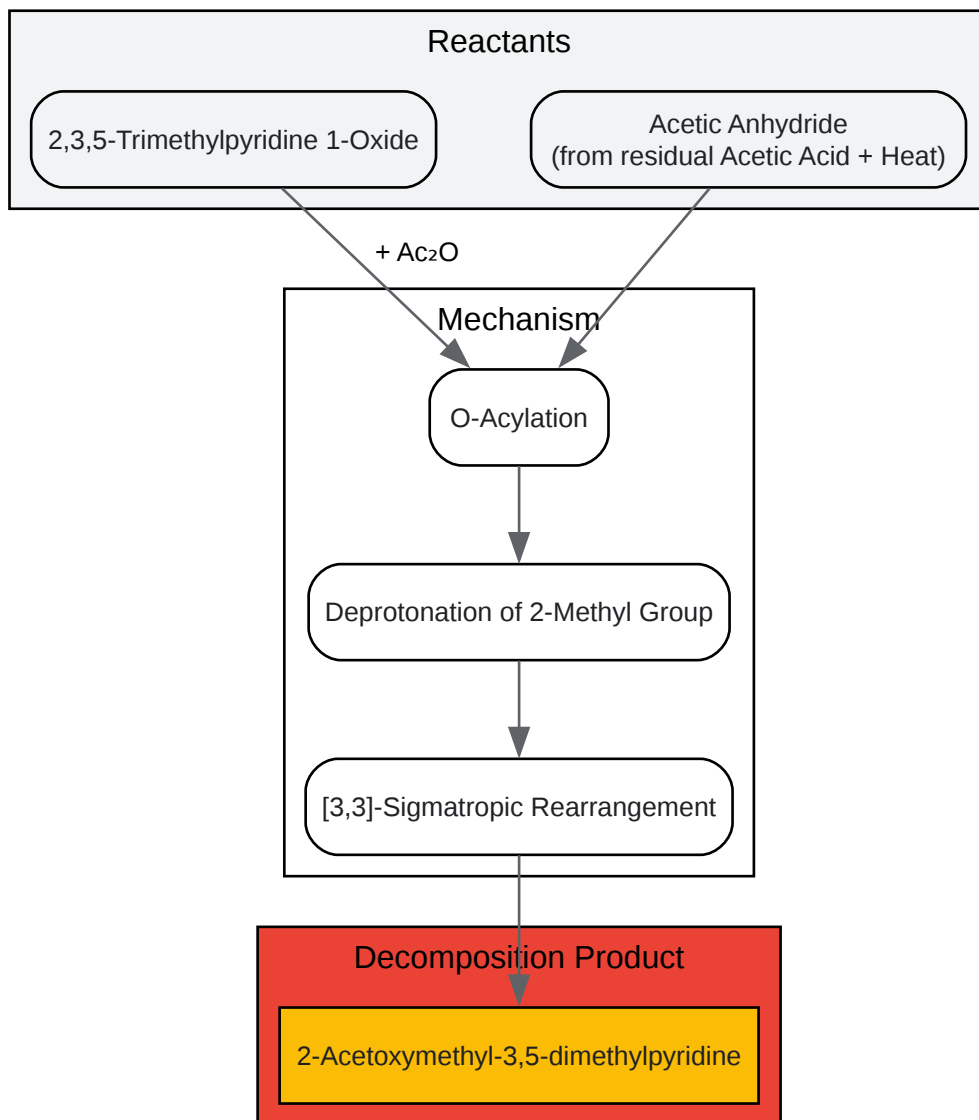 Reactants
2,3,5-Trimethylpyridine 1-Oxide
Acetic Anhydride
(from residual Acetic Acid + Heat)
+ Ac₂O
Mechanism
O-Acylation
Deprotonation of 2-Methyl Group
[3,3]-Sigmatropic Rearrangement
Decomposition Product
2-Acetoxymethyl-3,5-dimethylpyridine